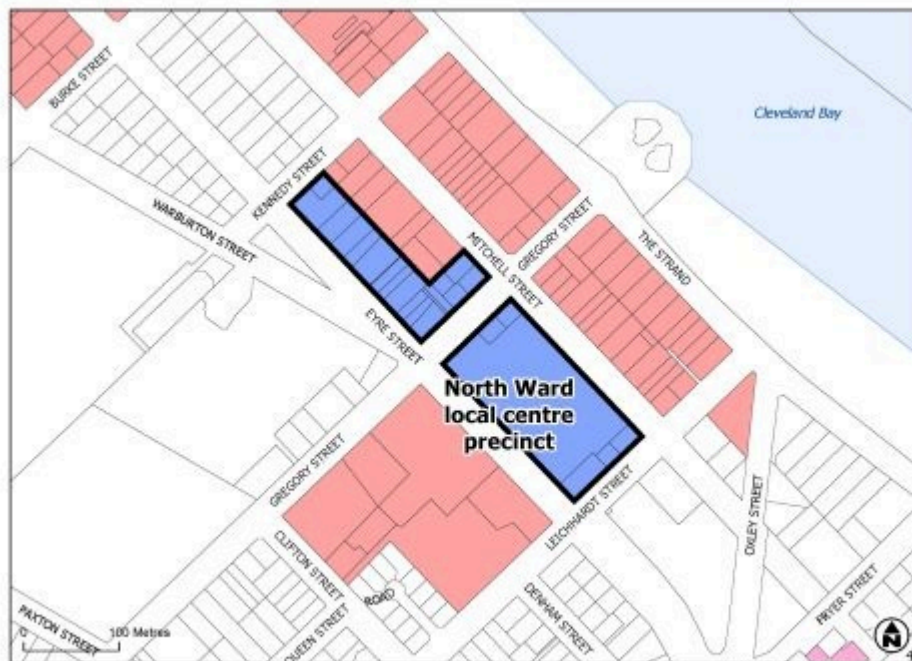 BURKE STREET
Cleveland Bay
KENNEDY STREET
WARBURTON STREET
MITCHELL STREET
GREGORY STREET
THE STRAND
EYRE STREET
North Ward
local centre
precinct
GREGORY STREET
LEICHHARDT STREET
OXLEY STREET
CLIFTON STREET
ROAD
DENHAM STREET
FRYER STREET
PAXTON STREET
QUEEN STREET
0 100 Metres
N